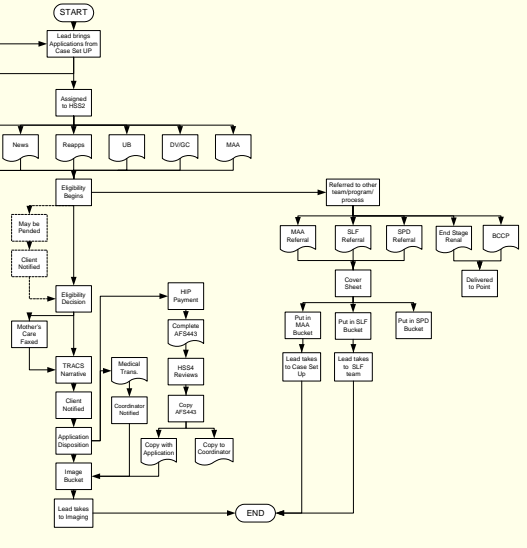 START
Lead brings
Applications from
Case Set UP
Assigned
to HSS2
News
Reapps
UB
DV/GC
MAA
Eligibility
Begins
Referred to other
team/program/
process
May be
Pended
MAA
Referral
SLF
Referral
SPD
Referral
End Stage
Renal
BCCP
Client
Notified
Cover
Sheet
Delivered
to Point
Eligibility
Decision
HIP
Payment
Mother's
Care
Faxed
Complete
AFS443
Put in
MAA
Bucket
Put in SLF
Bucket
Put in SPD
Bucket
TRACS
Narrative
Medical
Trans.
HSS4
Reviews
Lead takes
to Case Set
Up
Lead takes
to SLF
team
Client
Notified
Coordinator
Notified
Copy
AFS443
Application
Disposition
Copy with
Application
Copy to
Coordinator
Image
Bucket
Lead takes
to Imaging
END